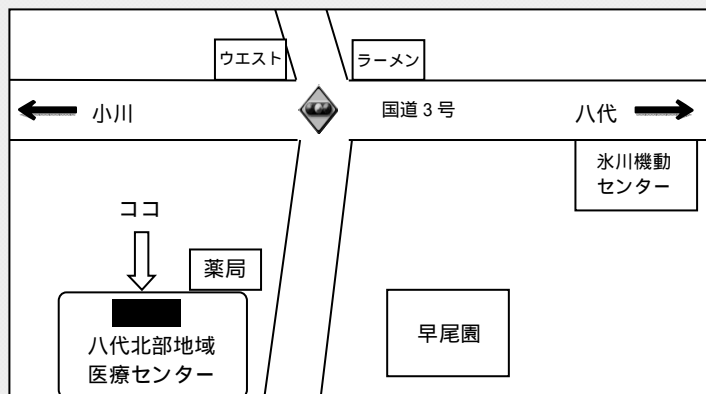 ウエスト
ラーメン
小川
国道3号
八代
氷川機動
センター
ココ
薬局
八代北部地域
医療センター
早尾園